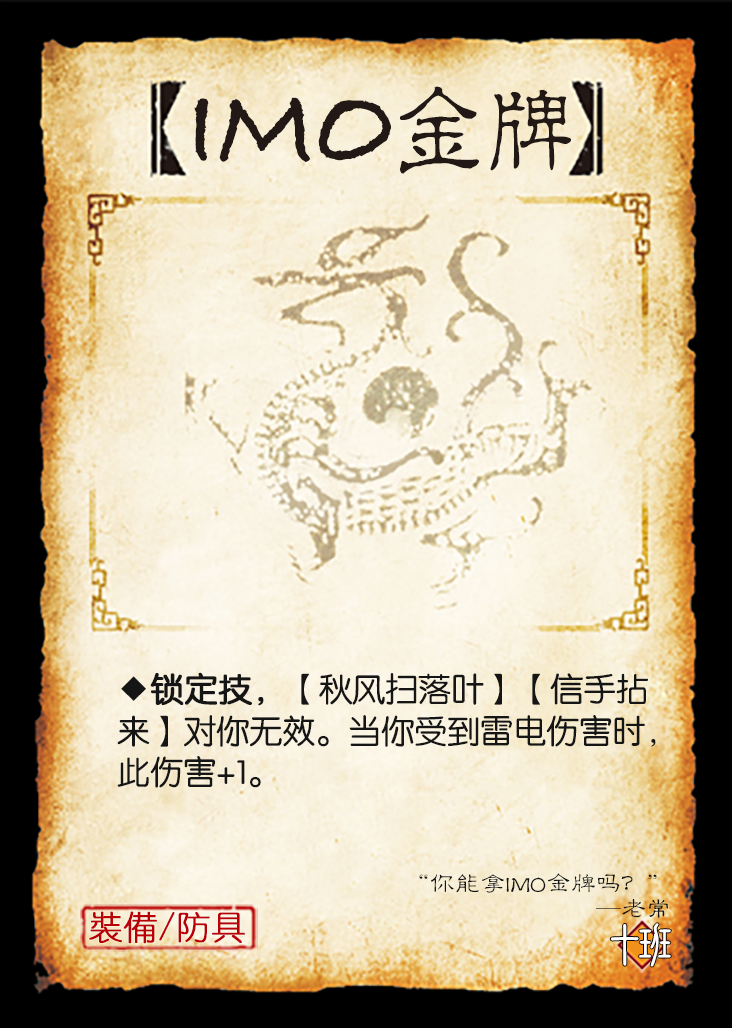 【IMO金牌】
◆锁定技，【秋风扫落叶】【信手拈
来】对你无效。当你受到雷电伤害时，
此伤害+1。
“你能拿IMO金牌吗？”
—老常
裝備/防具
十班